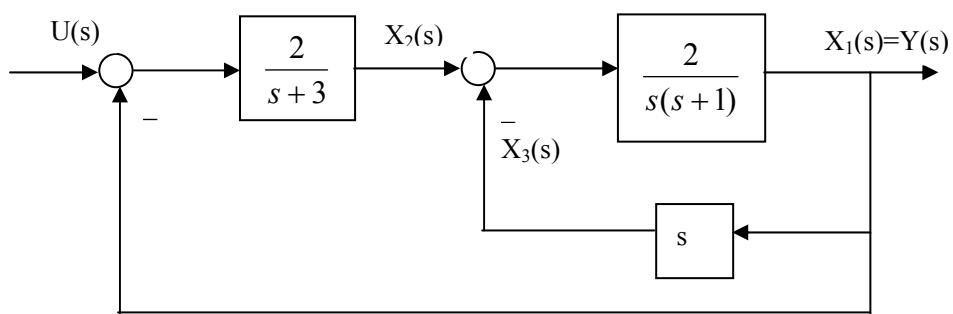 U(s)
2
s + 3
X₂(s)
2
s(s + 1)
X₁(s)=Y(s)
–
–
X₃(s)
s